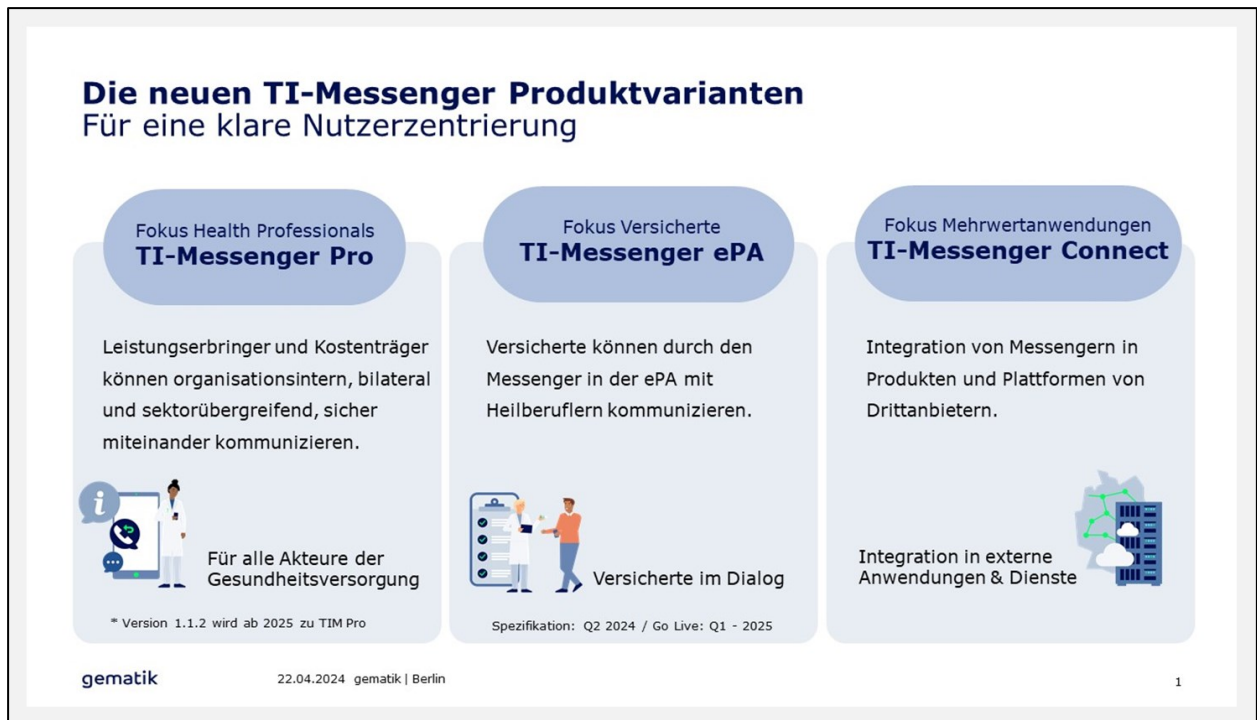 Die neuen TI-Messenger Produktvarianten
Für eine klare Nutzerzentrierung
Fokus Health Professionals
TI-Messenger Pro
Leistungserbringer und Kostenträger
können organisationsintern, bilateral
und sektorübergreifend, sicher
miteinander kommunizieren.
Für alle Akteure der
Gesundheitsversorgung
* Version 1.1.2 wird ab 2025 zu TIM Pro
Fokus Versicherte
TI-Messenger ePA
Versicherte können durch den
Messenger in der ePA mit
Heilberuflern kommunizieren.
Versicherte im Dialog
Spezifikation: Q2 2024 / Go Live: Q1 - 2025
Fokus Mehrwertanwendungen
TI-Messenger Connect
Integration von Messengern in
Produkten und Plattformen von
Drittanbietern.
Integration in externe
Anwendungen & Dienste
gematik
22.04.2024 gematik | Berlin
1